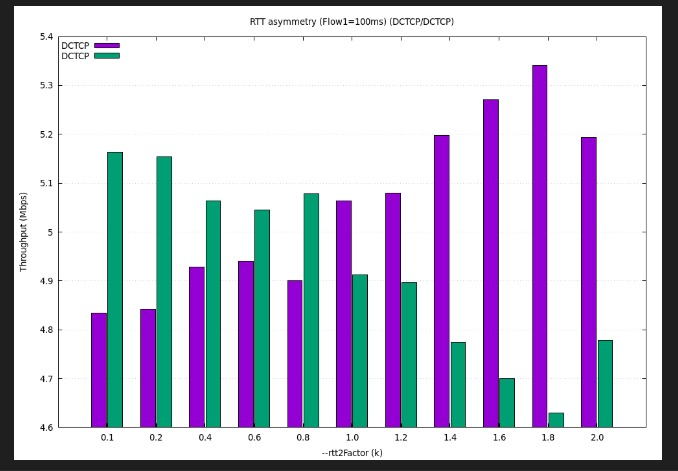 RTT asymmetry (Flow1=100ms) (DCTCP/DCTCP)
DCTCP
DCTCP
5.4
5.3
5.2
5.1
5
4.9
4.8
4.7
4.6
Throughput (Mbps)
0.1 0.2 0.4 0.6 0.8 1.0 1.2 1.4 1.6 1.8 2.0
--rtt2Factor (k)